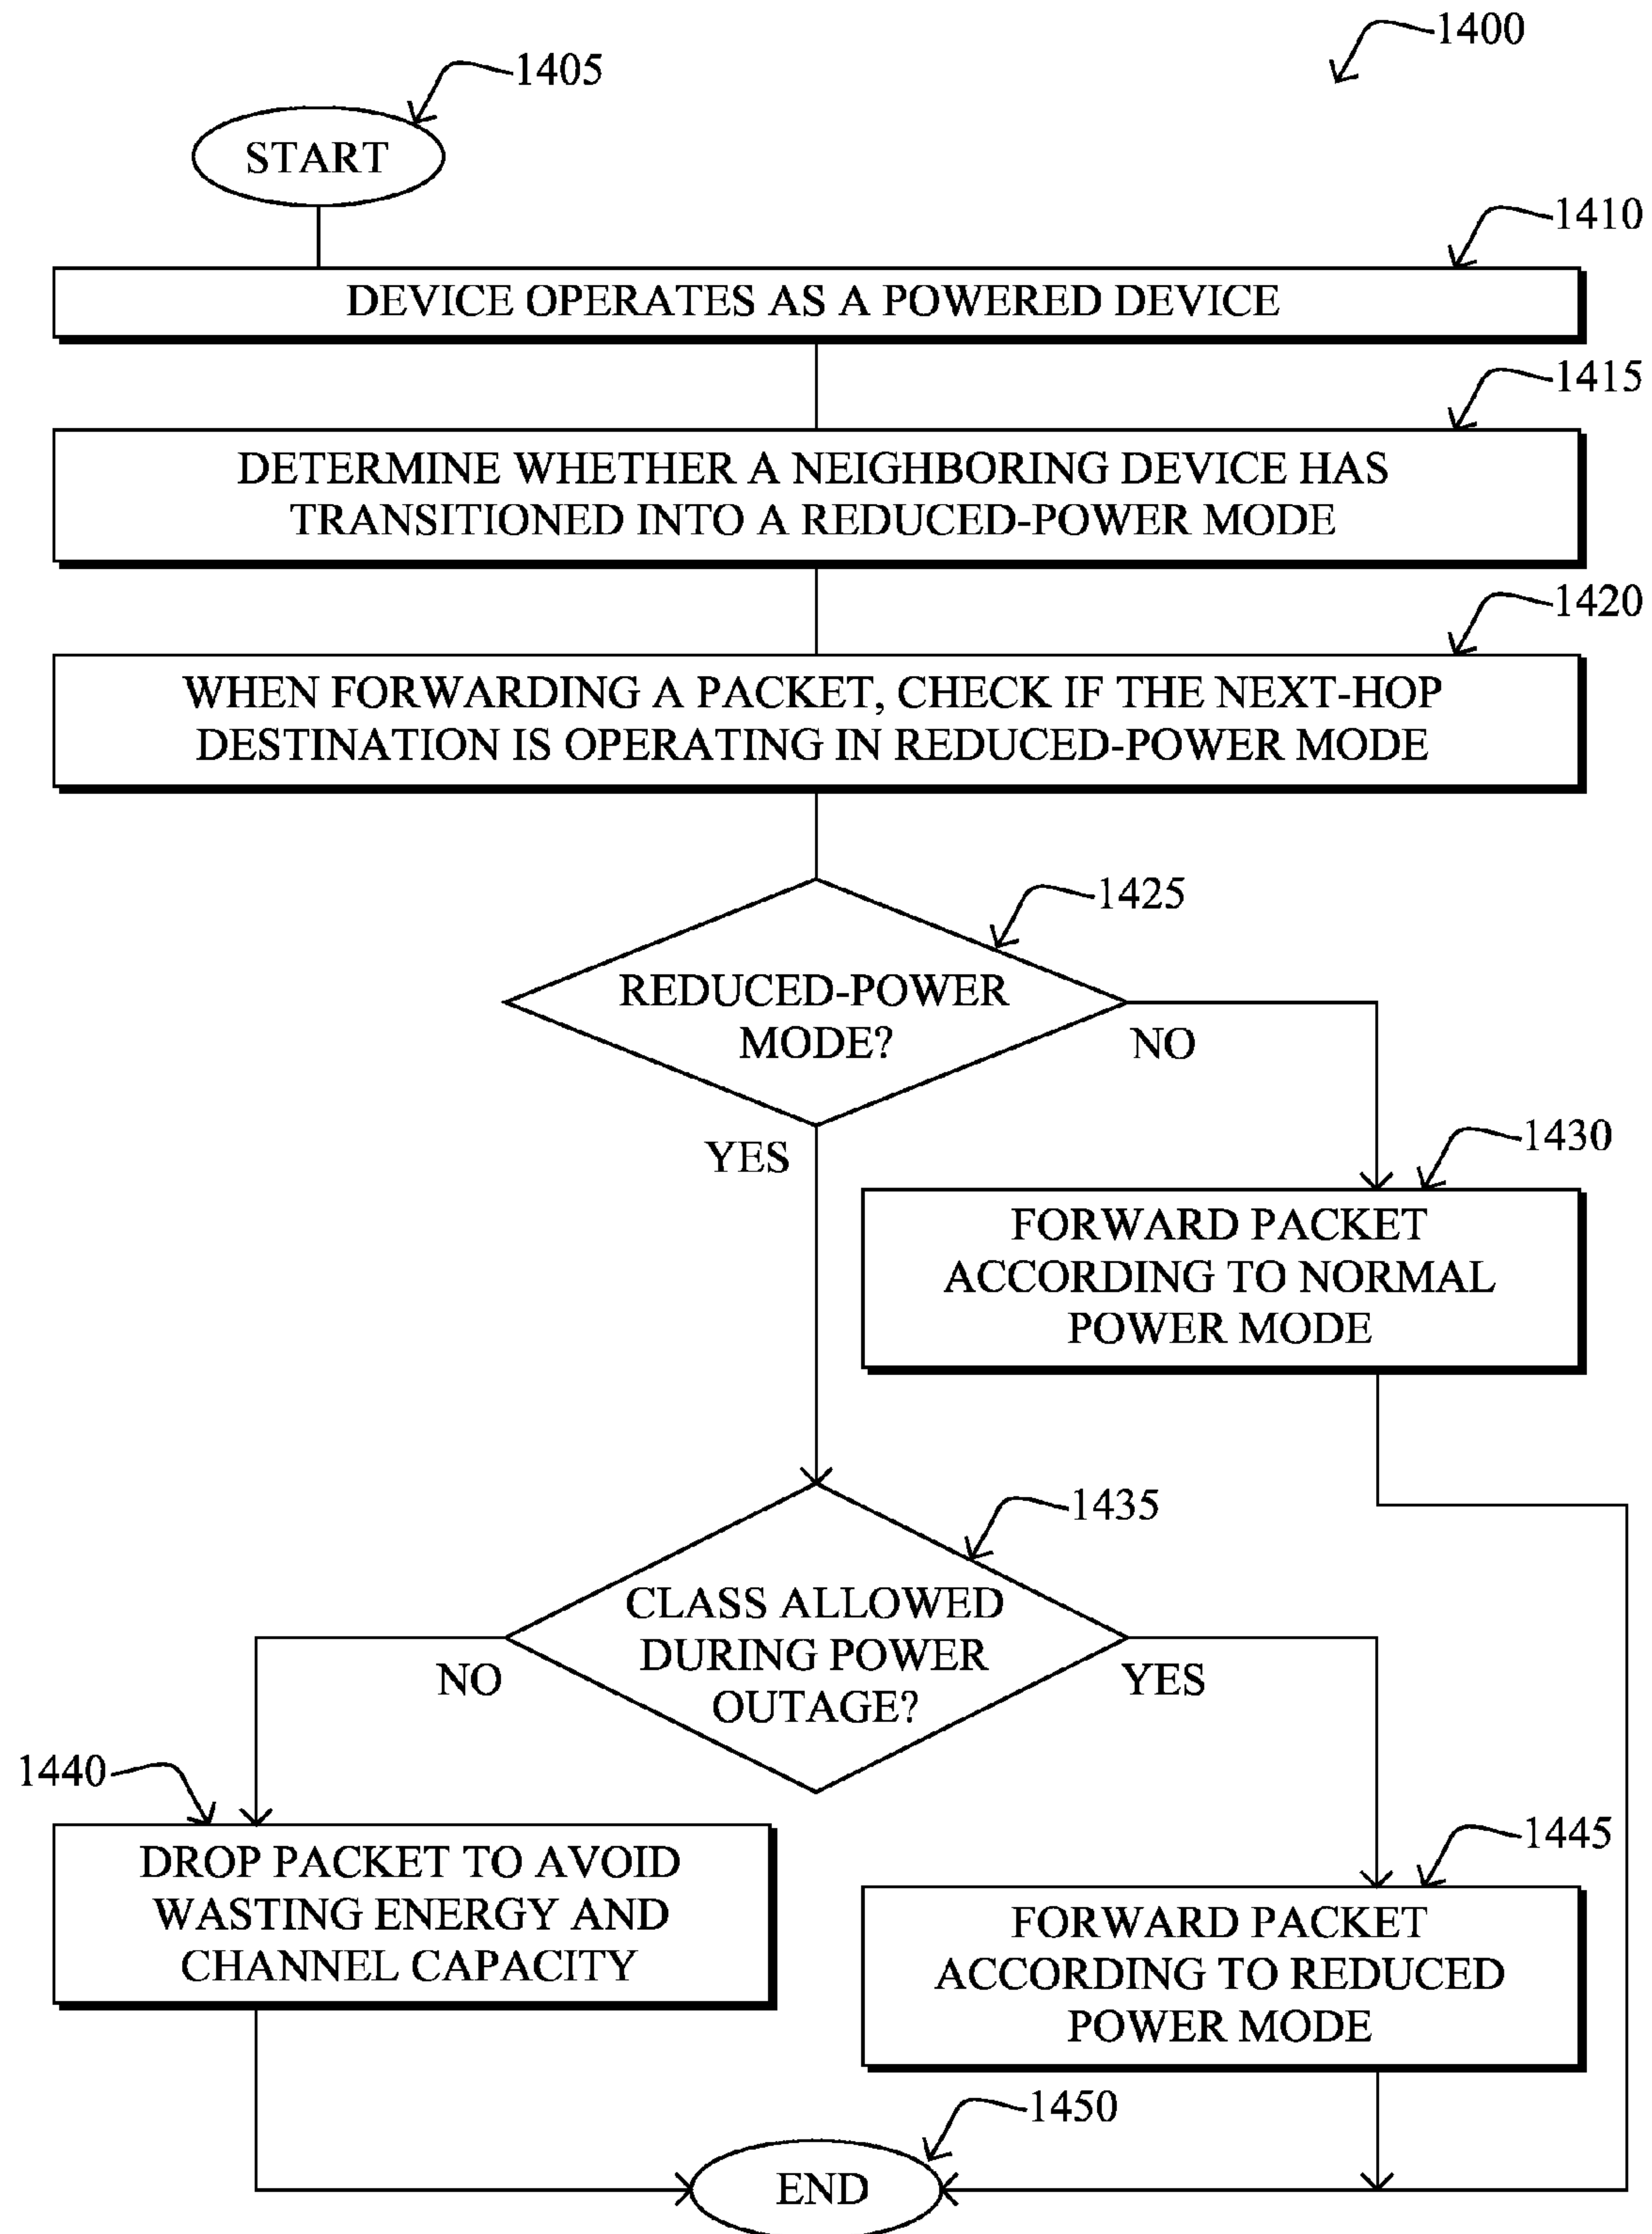 1400
1405
START
1410
DEVICE OPERATES AS A POWERED DEVICE
1415
DETERMINE WHETHER A NEIGHBORING DEVICE HAS
TRANSITIONED INTO A REDUCED-POWER MODE
1420
WHEN FORWARDING A PACKET, CHECK IF THE NEXT-HOP
DESTINATION IS OPERATING IN REDUCED-POWER MODE
1425
REDUCED-POWER
MODE?
NO
YES
1430
FORWARD PACKET
ACCORDING TO NORMAL
POWER MODE
1435
CLASS ALLOWED
DURING POWER
OUTAGE?
NO
YES
1440
DROP PACKET TO AVOID
WASTING ENERGY AND
CHANNEL CAPACITY
1445
FORWARD PACKET
ACCORDING TO REDUCED
POWER MODE
1450
END